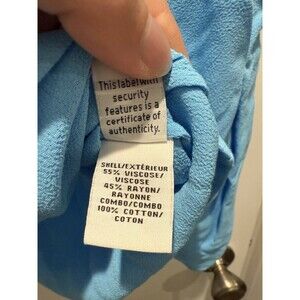 This label with
security
features is a
certificate of
authenticity.
SHELL/EXTÉRIEUR
55% VISCOSE/
VISCOSE
45% RAYON/
RAYONNE
COMBO/COMBO
100% COTTON/
COTON